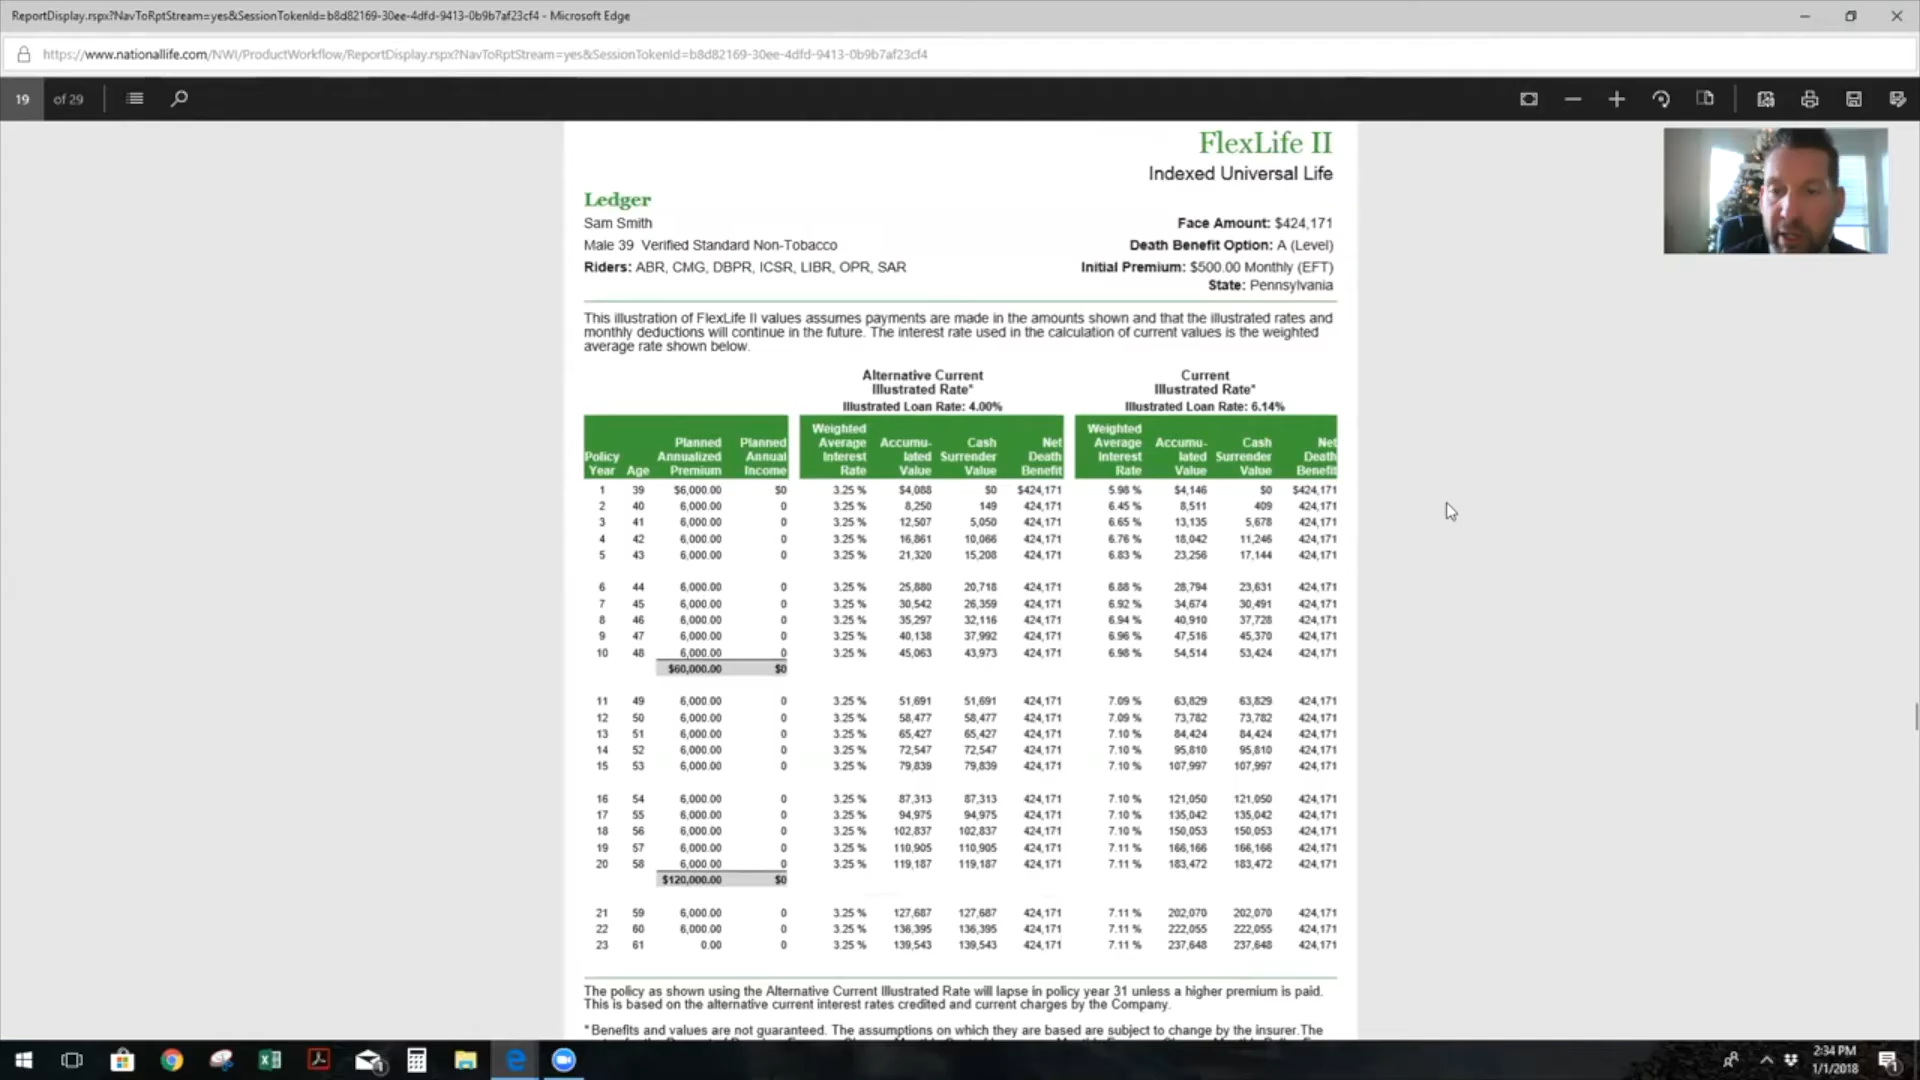 ReportDisplay.rspx?NavToRptStream=yes&SessionTokenId=b8d82169-30ee-4dfd-9413-0b9b7af23cf4 - Microsoft Edge
https://www.nationallife.com/NWI/ProductWorkflow/ReportDisplay.rspx?NavToRptStream=yes&SessionTokenId=b8d82169-30ee-4dfd-9413-0b9b7af23cf4
19 of 29
FlexLife II
Indexed Universal Life
Ledger
Sam Smith Face Amount: $424,171
Male 39 Verified Standard Non-Tobacco Death Benefit Option: A (Level)
Riders: ABR, CMG, DBPR, ICSR, LIBR, OPR, SAR Initial Premium: $500.00 Monthly (EFT)
State: Pennsylvania
This illustration of FlexLife II values assumes payments are made in the amounts shown and that the illustrated rates and
monthly deductions will continue in the future. The interest rate used in the calculation of current values is the weighted
average rate shown below.
Alternative Current Current
Illustrated Rate* Illustrated Rate*
Illustrated Loan Rate: 4.00% Illustrated Loan Rate: 6.14%
Weighted Weighted
Planned Planned Average Accumu- Cash Net Average Accumu- Cash Net
Policy Annualized Annual Interest lated Surrender Death Interest lated Surrender Death
Year Age Premium Income Rate Value Value Benefit Rate Value Value Benefit
1 39 $6,000.00 $0 3.25 % $4,088 $0 $424,171 5.98 % $4,146 $0 $424,171
2 40 6,000.00 0 3.25 % 8,250 149 424,171 6.45 % 8,511 409 424,171
3 41 6,000.00 0 3.25 % 12,507 5,050 424,171 6.65 % 13,135 5,678 424,171
4 42 6,000.00 0 3.25 % 16,861 10,066 424,171 6.76 % 18,042 11,246 424,171
5 43 6,000.00 0 3.25 % 21,320 15,208 424,171 6.83 % 23,256 17,144 424,171
6 44 6,000.00 0 3.25 % 25,880 20,718 424,171 6.88 % 28,794 23,631 424,171
7 45 6,000.00 0 3.25 % 30,542 26,359 424,171 6.92 % 34,674 30,491 424,171
8 46 6,000.00 0 3.25 % 35,297 32,116 424,171 6.94 % 40,910 37,728 424,171
9 47 6,000.00 0 3.25 % 40,138 37,992 424,171 6.96 % 47,516 45,370 424,171
10 48 6,000.00 0 3.25 % 45,063 43,973 424,171 6.98 % 54,514 53,424 424,171
$60,000.00 $0
11 49 6,000.00 0 3.25 % 51,691 51,691 424,171 7.09 % 63,829 63,829 424,171
12 50 6,000.00 0 3.25 % 58,477 58,477 424,171 7.09 % 73,782 73,782 424,171
13 51 6,000.00 0 3.25 % 65,427 65,427 424,171 7.10 % 84,424 84,424 424,171
14 52 6,000.00 0 3.25 % 72,547 72,547 424,171 7.10 % 95,810 95,810 424,171
15 53 6,000.00 0 3.25 % 79,839 79,839 424,171 7.10 % 107,997 107,997 424,171
16 54 6,000.00 0 3.25 % 87,313 87,313 424,171 7.10 % 121,050 121,050 424,171
17 55 6,000.00 0 3.25 % 94,975 94,975 424,171 7.10 % 135,042 135,042 424,171
18 56 6,000.00 0 3.25 % 102,837 102,837 424,171 7.10 % 150,053 150,053 424,171
19 57 6,000.00 0 3.25 % 110,905 110,905 424,171 7.11 % 166,166 166,166 424,171
20 58 6,000.00 0 3.25 % 119,187 119,187 424,171 7.11 % 183,472 183,472 424,171
$120,000.00 $0
21 59 6,000.00 0 3.25 % 127,687 127,687 424,171 7.11 % 202,070 202,070 424,171
22 60 6,000.00 0 3.25 % 136,395 136,395 424,171 7.11 % 222,055 222,055 424,171
23 61 0.00 0 3.25 % 139,543 139,543 424,171 7.11 % 237,648 237,648 424,171
The policy as shown using the Alternative Current Illustrated Rate will lapse in policy year 31 unless a higher premium is paid.
This is based on the alternative current interest rates credited and current charges by the Company.
*Benefits and values are not guaranteed. The assumptions on which they are based are subject to change by the insurer.The
2:34 PM
1/1/2018